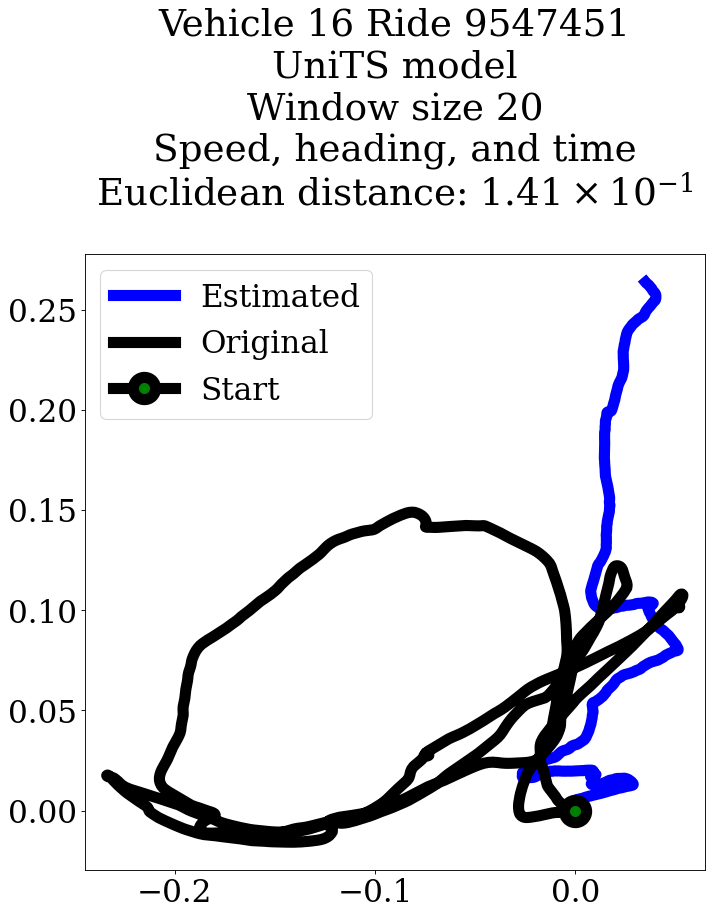 Vehicle 16 Ride 9547451
UniTS model
Window size 20
Speed, heading, and time
Euclidean distance: 1.41 × 10⁻¹
Estimated
Original
Start
0.25
0.20
0.15
0.10
0.05
0.00
−0.2
−0.1
0.0